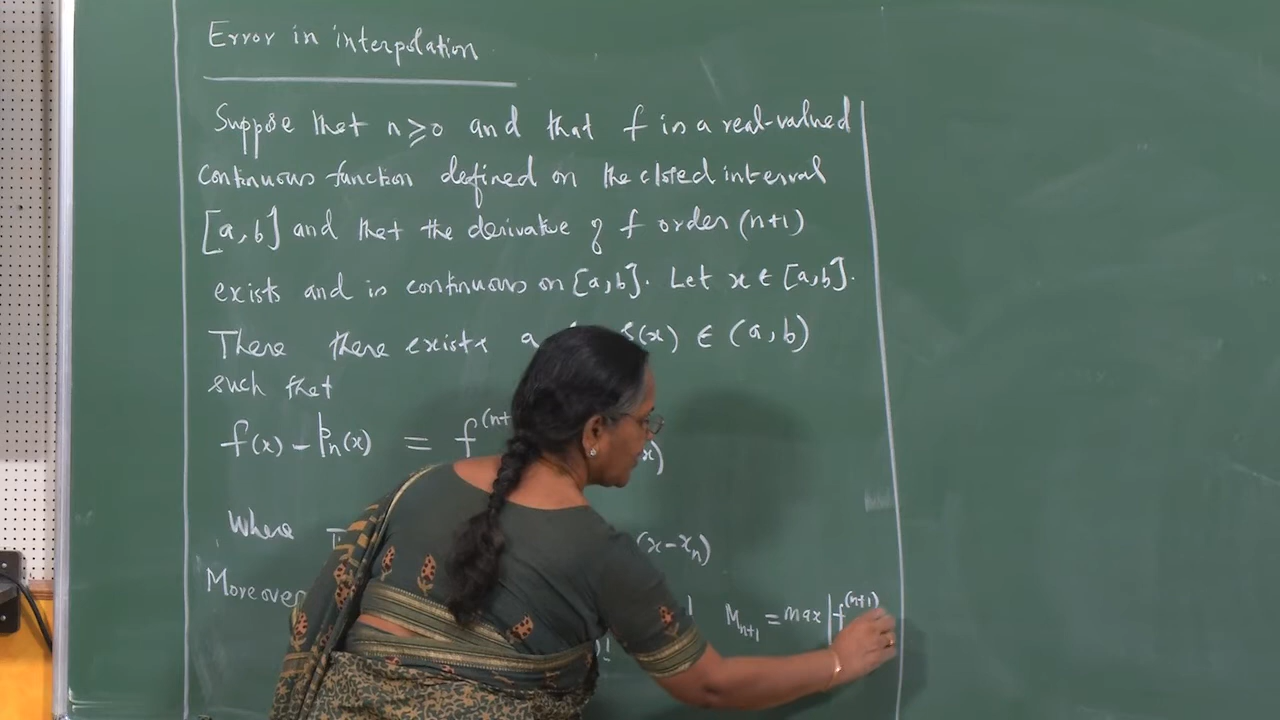 Error in interpolation
Suppose that n ≥ 0 and that f is a real-valued
continuous function defined on the closed interval
[a, b] and that the derivative of f order (n+1)
exists and is continuous on [a, b]. Let x ∈ [a, b].
There there exists (x) ∈ (a, b)
such that
f(x) - p_n(x) = f^(n+ x)
Where (x - x_n)
Moreover ! M_{n+1} = max |f^(n+1)